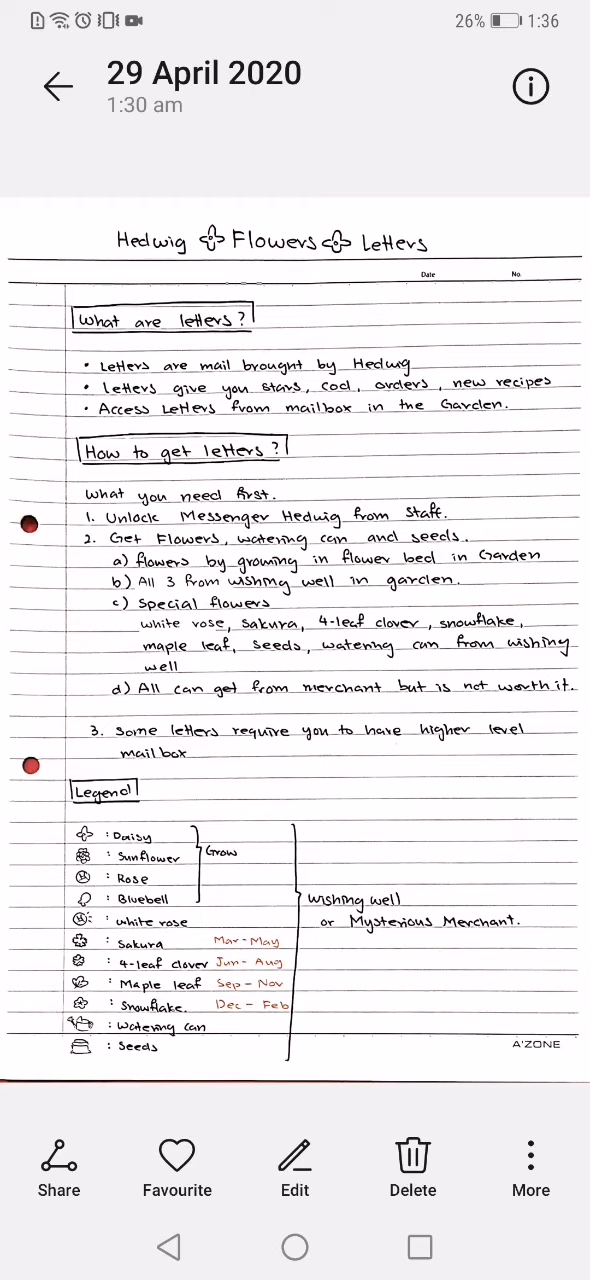 26% 1:36
29 April 2020
1:30 am
Hedwig Flowers Letters
Date No.
What are letters?
• Letters are mail brought by Hedwig
• Letters give you stars, cod, orders, new recipes
• Access Letters from mailbox in the Garden.
How to get letters?
What you need first.
1. Unlock Messenger Hedwig from Staff.
2. Get Flowers, watering can and seeds.
a) flowers by growing in flower bed in Garden
b) All 3 from wishing well in garden.
c) Special flowers
white rose, sakura, 4-leaf clover, snowflake,
maple leaf, seeds, watering can from wishing
well
d) All can get from merchant but is not worth it.
3. Some letters require you to have higher level
mailbox
Legend
: Daisy
: Sunflower Grow
: Rose
: Bluebell Wishing well
: white rose or Mysterious Merchant.
: Sakura Mar - May
: 4-leaf clover Jun - Aug
: Maple leaf Sep - Nov
: Snowflake. Dec - Feb
: Watering can
: Seeds A'ZONE
Share Favourite Edit Delete More